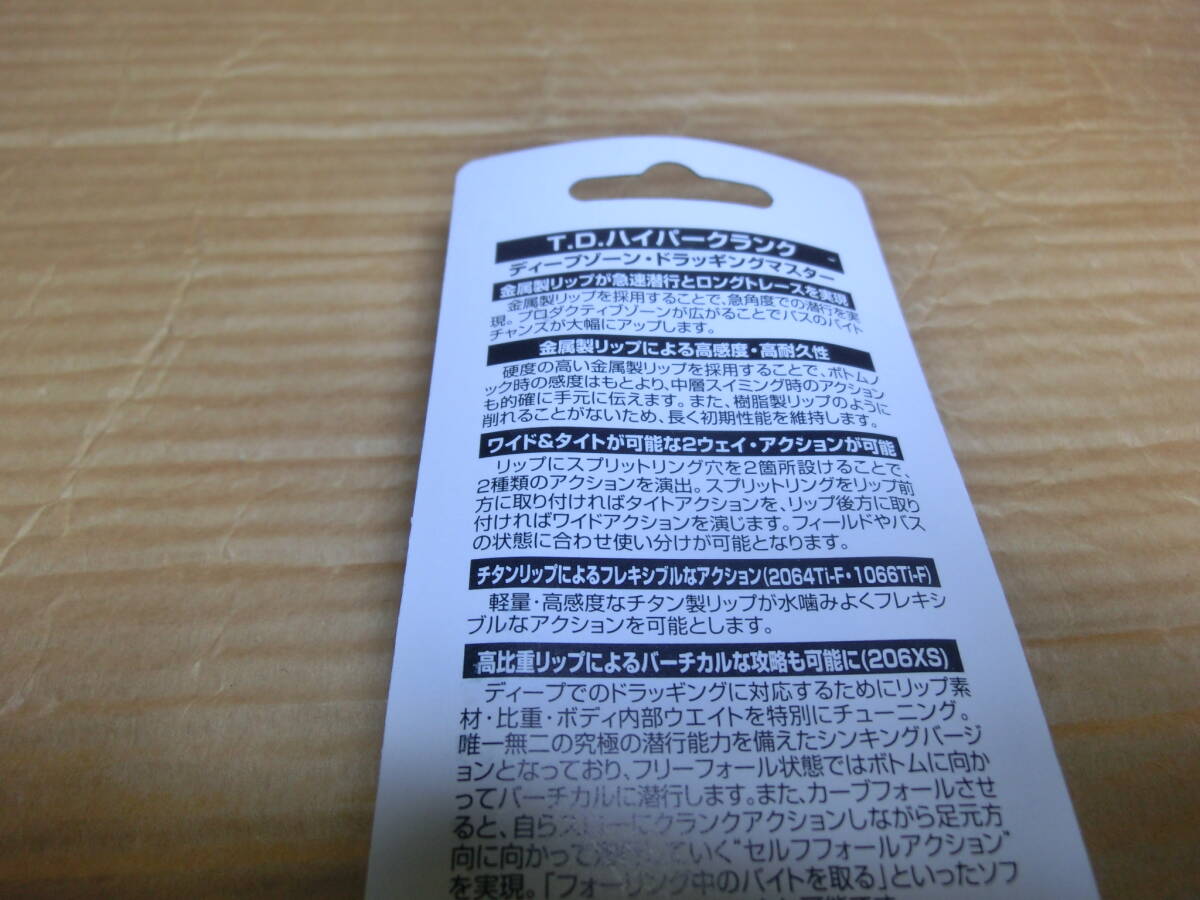 T.D.ハイパークランク
ディープゾーン・ドラッギングマスター
金属製リップが急速潜行とロングトレースを実現
金属製リップを採用することで、急角度での潜行を実
現。プロダクティブゾーンが広がることでバスのバイト
チャンスが大幅にアップします。
金属製リップによる高感度・高耐久性
硬度の高い金属製リップを採用することで、ボトムノ
ック時の感度はもとより、中層スイミング時のアクション
も的確に手元に伝えます。また、樹脂製リップのように
削れることがないため、長く初期性能を維持します。
ワイド&タイトが可能な2ウェイ・アクションが可能
リップにスプリットリング穴を2箇所設けることで、
2種類のアクションを演出。スプリットリングをリップ前
方に取り付ければタイトアクションを、リップ後方に取り
付ければワイドアクションを演じます。フィールドやバス
の状態に合わせ使い分けが可能となります。
チタンリップによるフレキシブルなアクション(2064Ti-F・1066Ti-F)
軽量・高感度なチタン製リップが水噛みよくフレキシ
ブルなアクションを可能とします。
高比重リップによるバーチカルな攻略も可能に(206XS)
ディープでのドラッギングに対応するためにリップ素
材・比重・ボディ内部ウエイトを特別にチューニング。
唯一無二の究極の潜行能力を備えたシンキングバージ
ョンとなっており、フリーフォール状態ではボトムに向か
ってバーチカルに潜行します。また、カーブフォールさせ
ると、自らスローにクランクアクションしながら足元方
向に向かって ていく"セルフフォールアクション"
を実現。「フォーリング中のバイトを取る」といったソフ